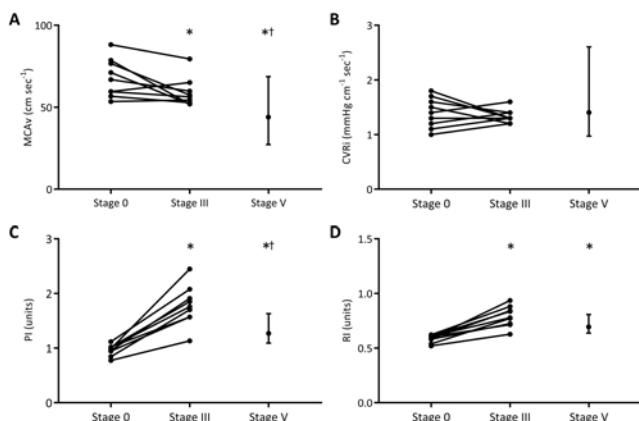 A
B
MCAv (cm sec⁻¹)
100
50
0
*
*†
Stage 0 Stage III Stage V
CVRi (mmHg cm⁻¹ sec⁻¹)
3
2
1
0
Stage 0 Stage III Stage V
C
D
PI (units)
3
2
1
0
*
*†
Stage 0 Stage III Stage V
RI (units)
1.5
1.0
0.5
0.0
*
*
Stage 0 Stage III Stage V